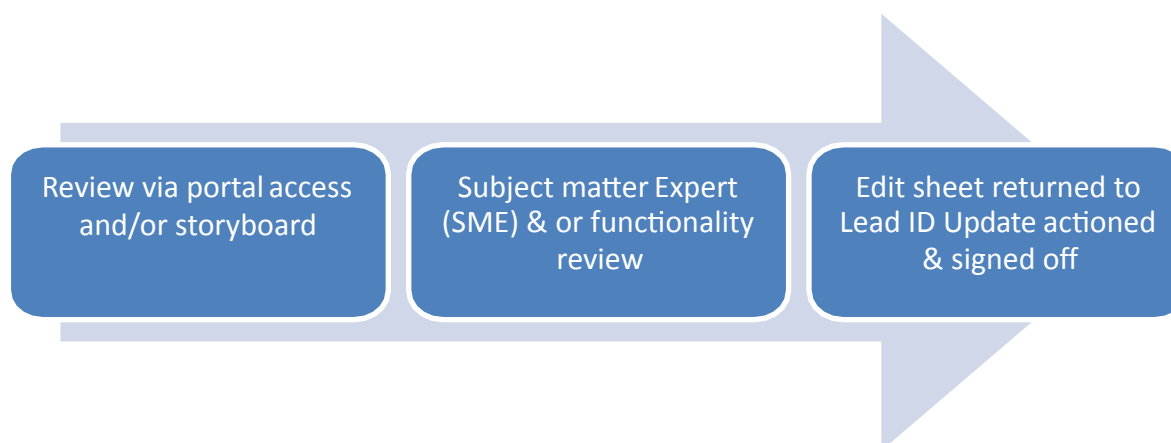 Review via portal access
and/or storyboard
Subject matter Expert
(SME) & or functionality
review
Edit sheet returned to
Lead ID Update actioned
& signed off